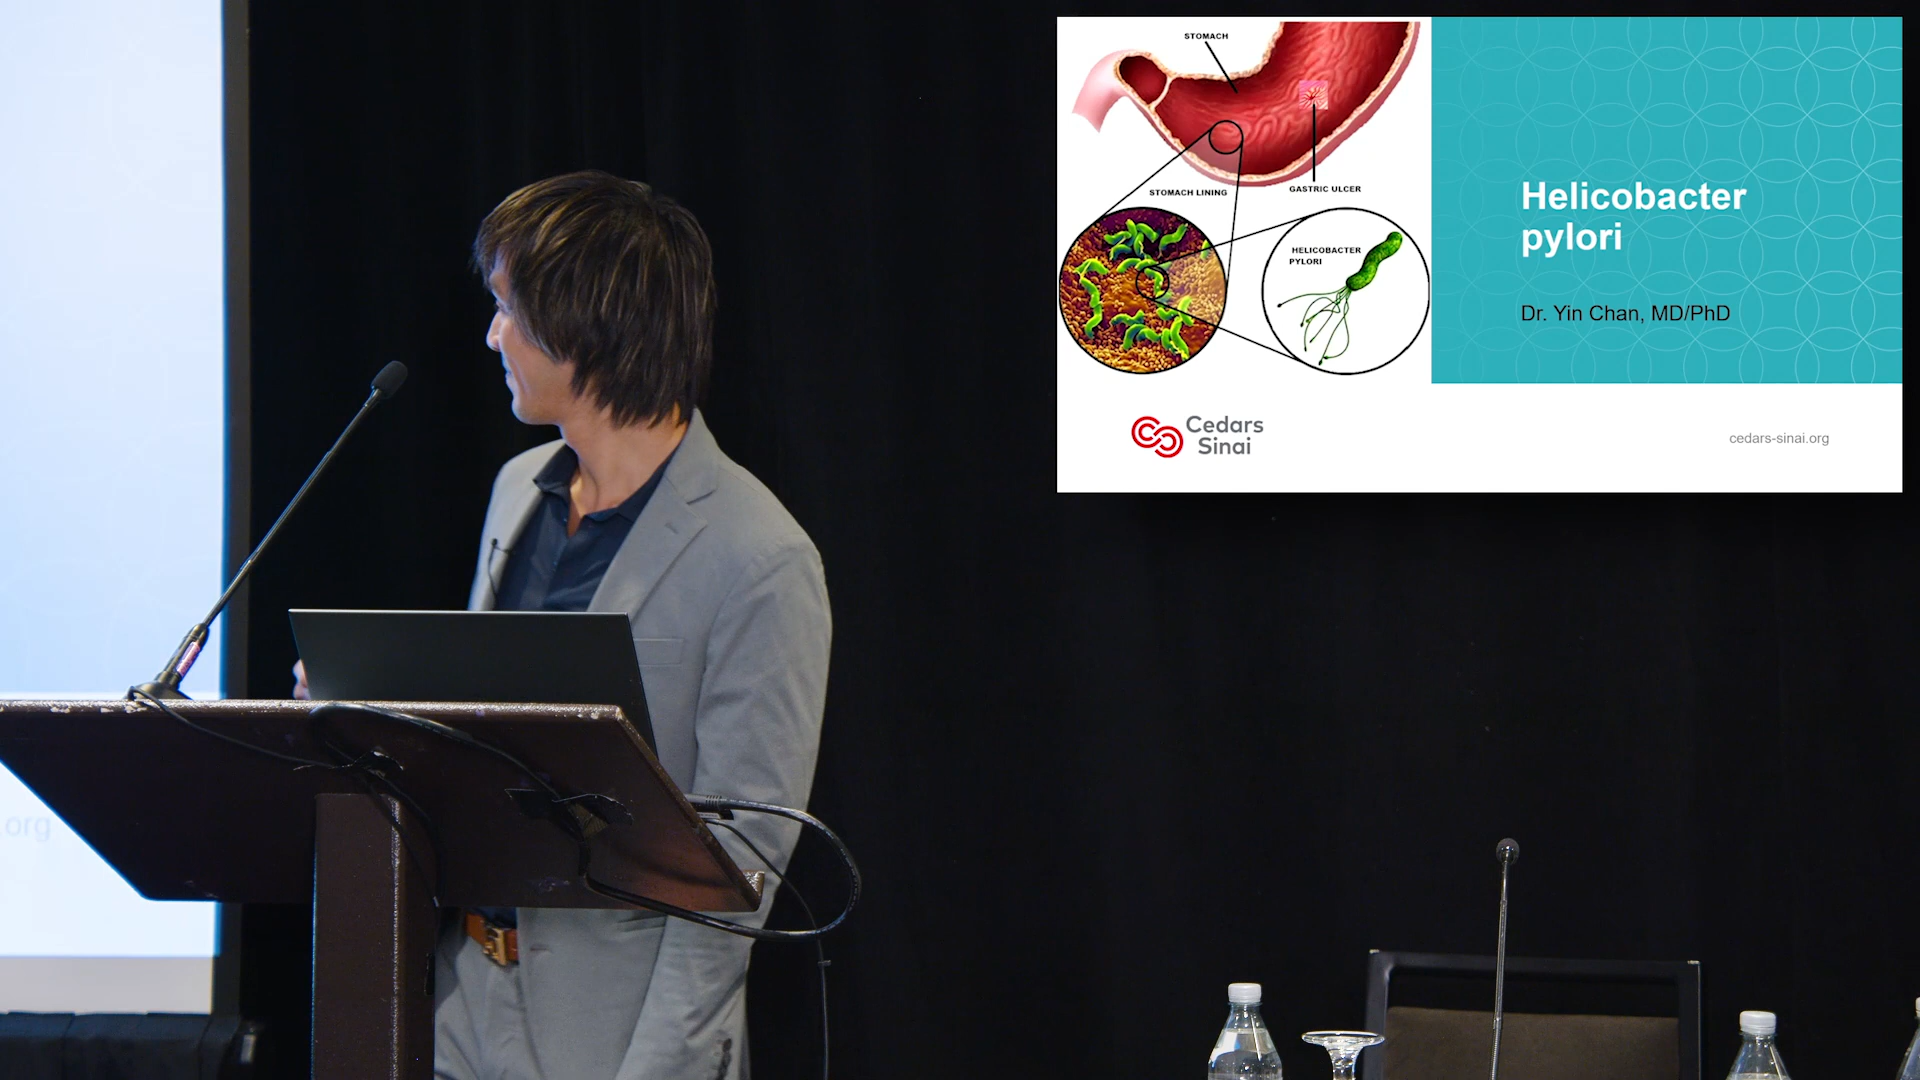 STOMACH
STOMACH LINING
GASTRIC ULCER
HELICOBACTER
PYLORI
Helicobacter
pylori
Dr. Yin Chan, MD/PhD
Cedars
Sinai
cedars-sinai.org
.org